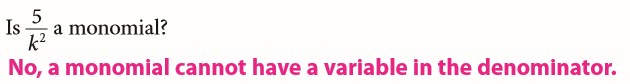 Is 5/k² a monomial?
No, a monomial cannot have a variable in the denominator.